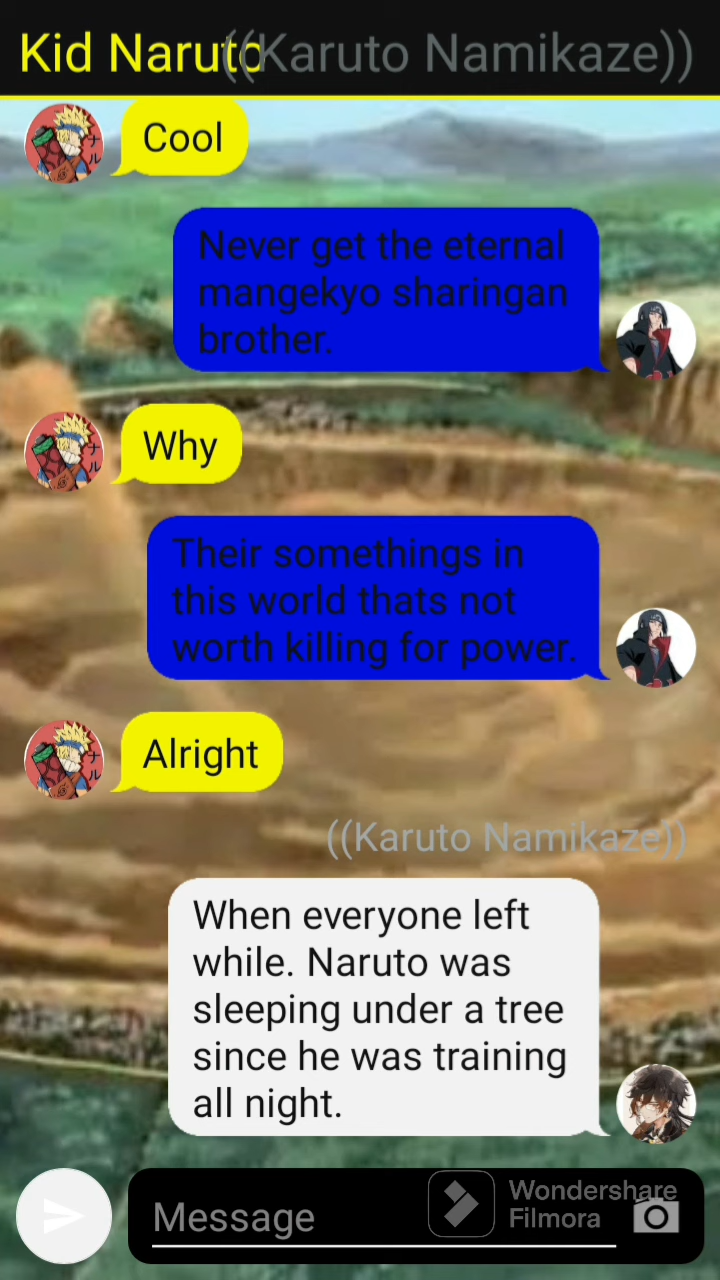 Kid Naruto ((Karuto Namikaze))
Cool
Never get the eternal
mangekyo sharingan
brother.
Why
Their somethings in
this world thats not
worth killing for power.
Alright
((Karuto Namikaze))
When everyone left
while. Naruto was
sleeping under a tree
since he was training
all night.
Message
Wondershare
Filmora